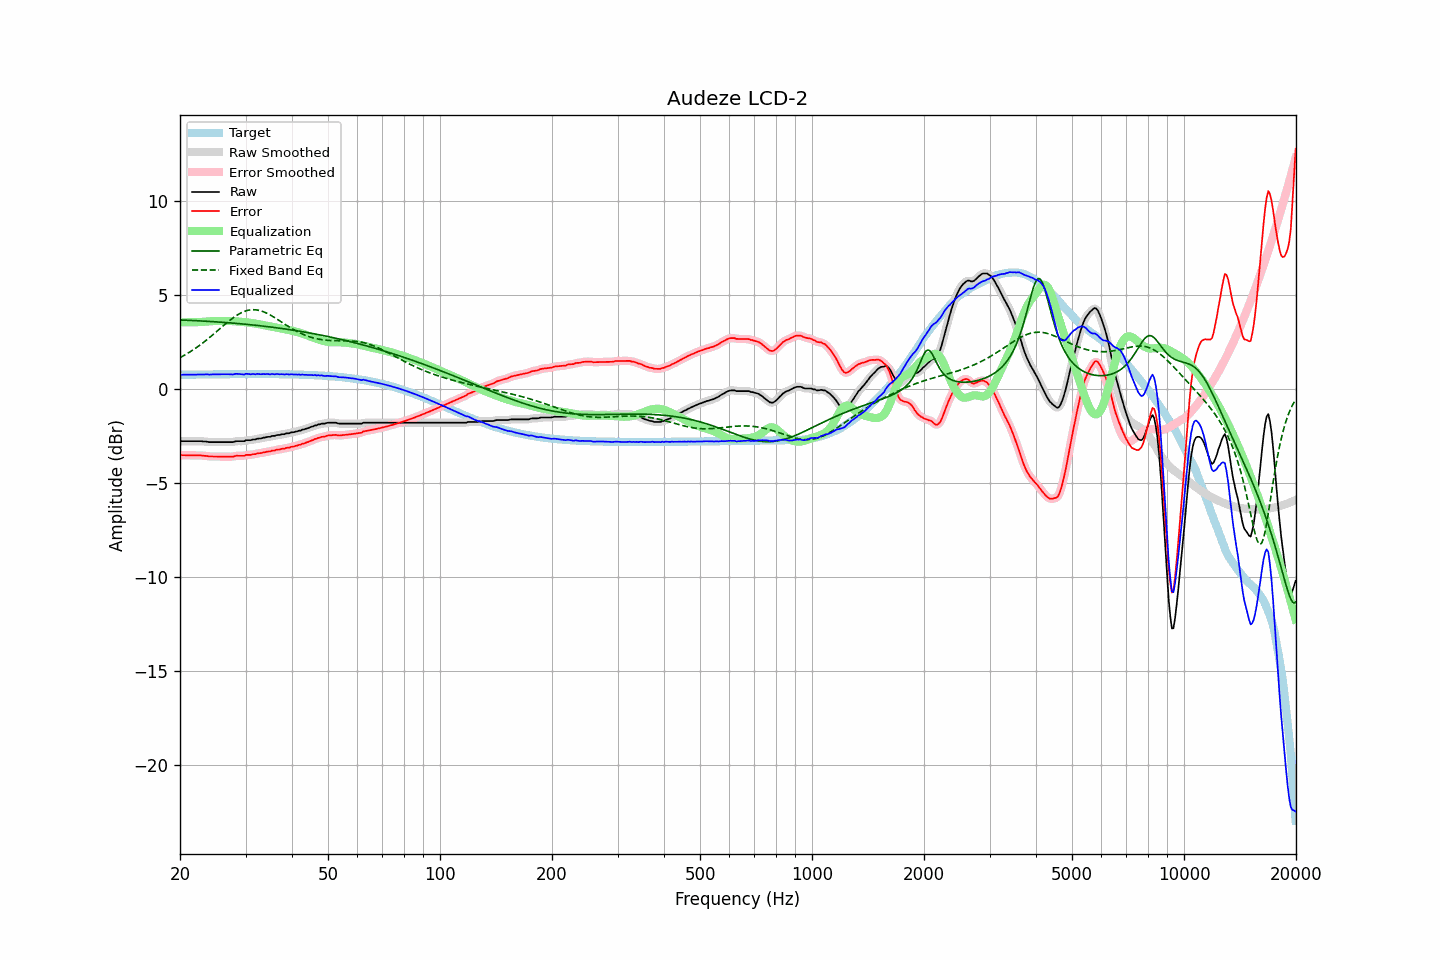 Audeze LCD-2
Target
Raw Smoothed
Error Smoothed
Raw
Error
Equalization
Parametric Eq
Fixed Band Eq
Equalized
Amplitude (dBr)
10
5
0
−5
−10
−15
−20
20
50
100
200
500
1000
2000
5000
10000
20000
Frequency (Hz)